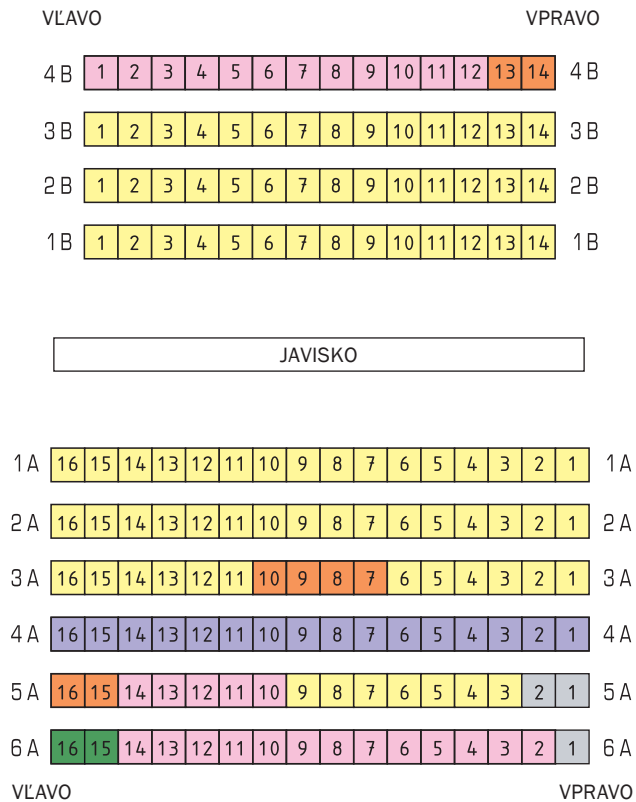 VĽAVO VPRAVO
4 B 1 2 3 4 5 6 7 8 9 10 11 12 13 14 4 B
3 B 1 2 3 4 5 6 7 8 9 10 11 12 13 14 3 B
2 B 1 2 3 4 5 6 7 8 9 10 11 12 13 14 2 B
1 B 1 2 3 4 5 6 7 8 9 10 11 12 13 14 1 B
JAVISKO
1 A 16 15 14 13 12 11 10 9 8 7 6 5 4 3 2 1 1 A
2 A 16 15 14 13 12 11 10 9 8 7 6 5 4 3 2 1 2 A
3 A 16 15 14 13 12 11 10 9 8 7 6 5 4 3 2 1 3 A
4 A 16 15 14 13 12 11 10 9 8 7 6 5 4 3 2 1 4 A
5 A 16 15 14 13 12 11 10 9 8 7 6 5 4 3 2 1 5 A
6 A 16 15 14 13 12 11 10 9 8 7 6 5 4 3 2 1 6 A
VĽAVO VPRAVO